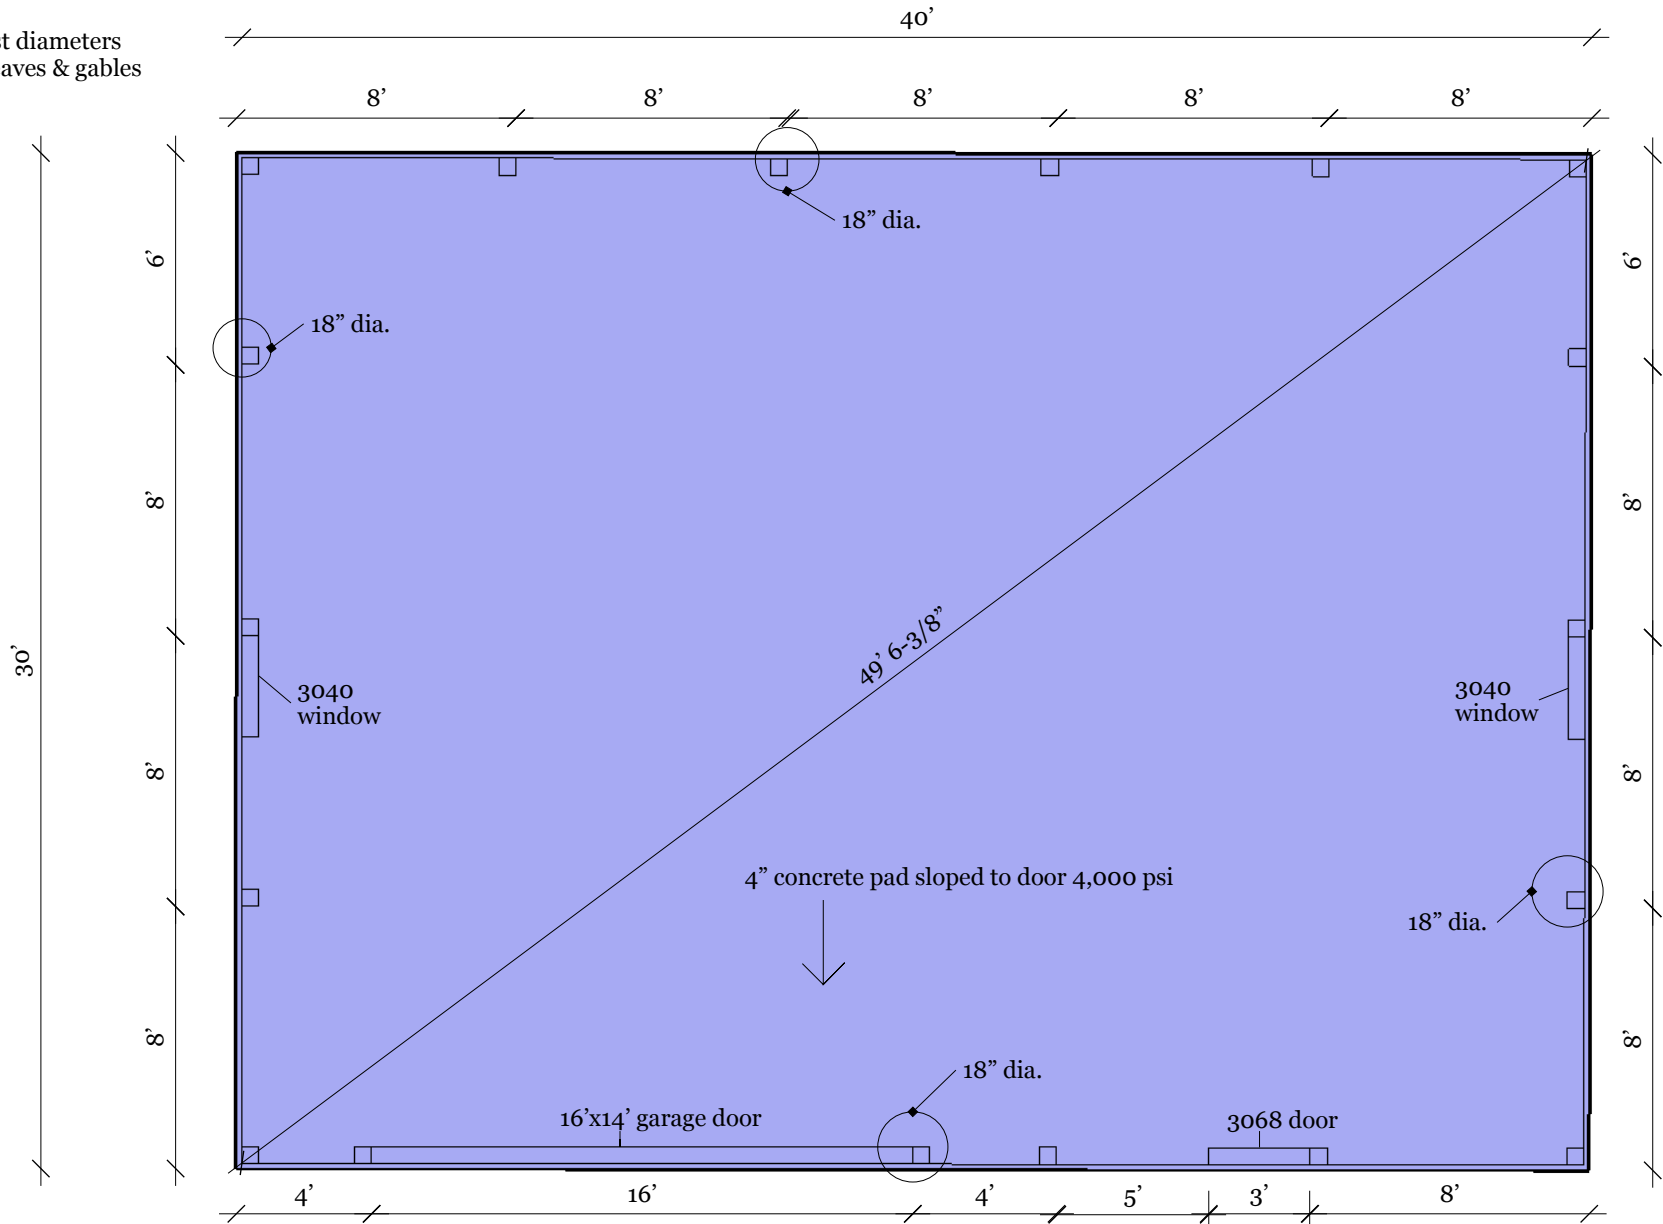 40’
diameters
& gables
8’ 8’ 8’ 8’ 8’
18” dia.
6’
6’
18” dia.
8’
8’
49’ 6-3/8”
30’
3040
window
3040
window
8’
8’
4” concrete pad sloped to door 4,000 psi
18” dia.
8’
8’
18” dia.
16’x14’ garage door
3068 door
4’ 16’ 4’ 5’ 3’ 8’